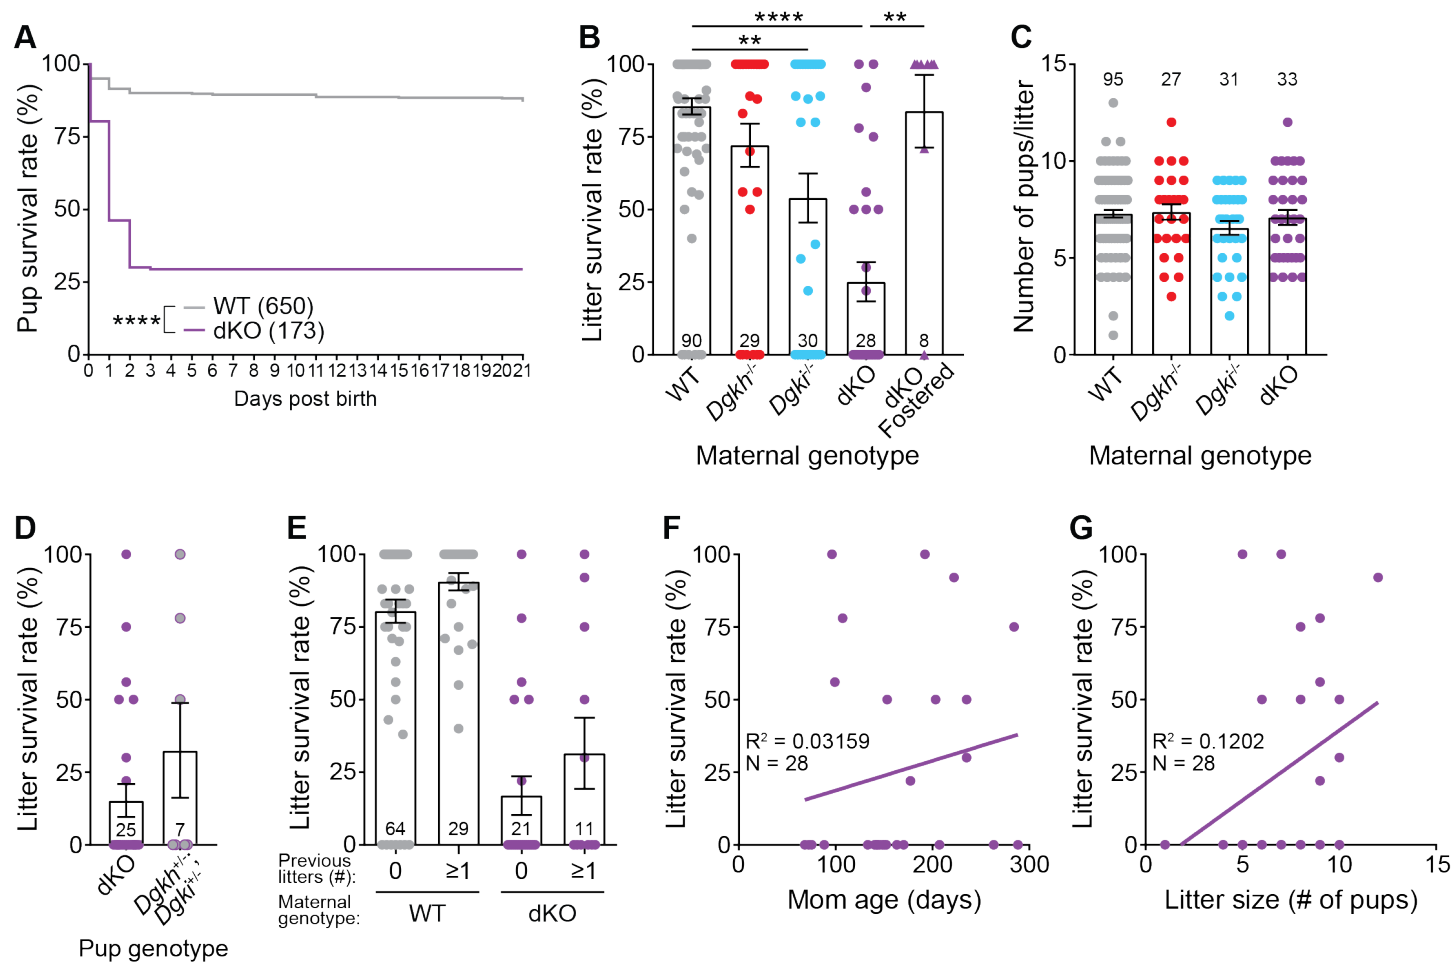 A
Pup survival rate (%)
100
75
50
25
0
WT (650)
dKO (173)
****
0 1 2 3 4 5 6 7 8 9 10 11 12 13 14 15 16 17 18 19 20 21
Days post birth
B
Litter survival rate (%)
**** **
**
100
75
50
25
0
90 29 30 28 8
WT Dgkh-/- Dgki-/- dKO dKO Fostered
Maternal genotype
C
Number of pups/litter
15
10
5
0
95 27 31 33
WT Dgkh-/- Dgki-/- dKO
Maternal genotype
D
Litter survival rate (%)
100
75
50
25
0
25 7
dKO Dgkh+/-;
Dgki+/-
Pup genotype
E
Litter survival rate (%)
100
75
50
25
0
64 29 21 11
Previous
litters (#): 0 ≥1 0 ≥1
Maternal
genotype: WT dKO
F
Litter survival rate (%)
100
75
50
25
0
R2 = 0.03159
N = 28
0 100 200 300
Mom age (days)
G
Litter survival rate (%)
100
75
50
25
0
R2 = 0.1202
N = 28
0 5 10 15
Litter size (# of pups)